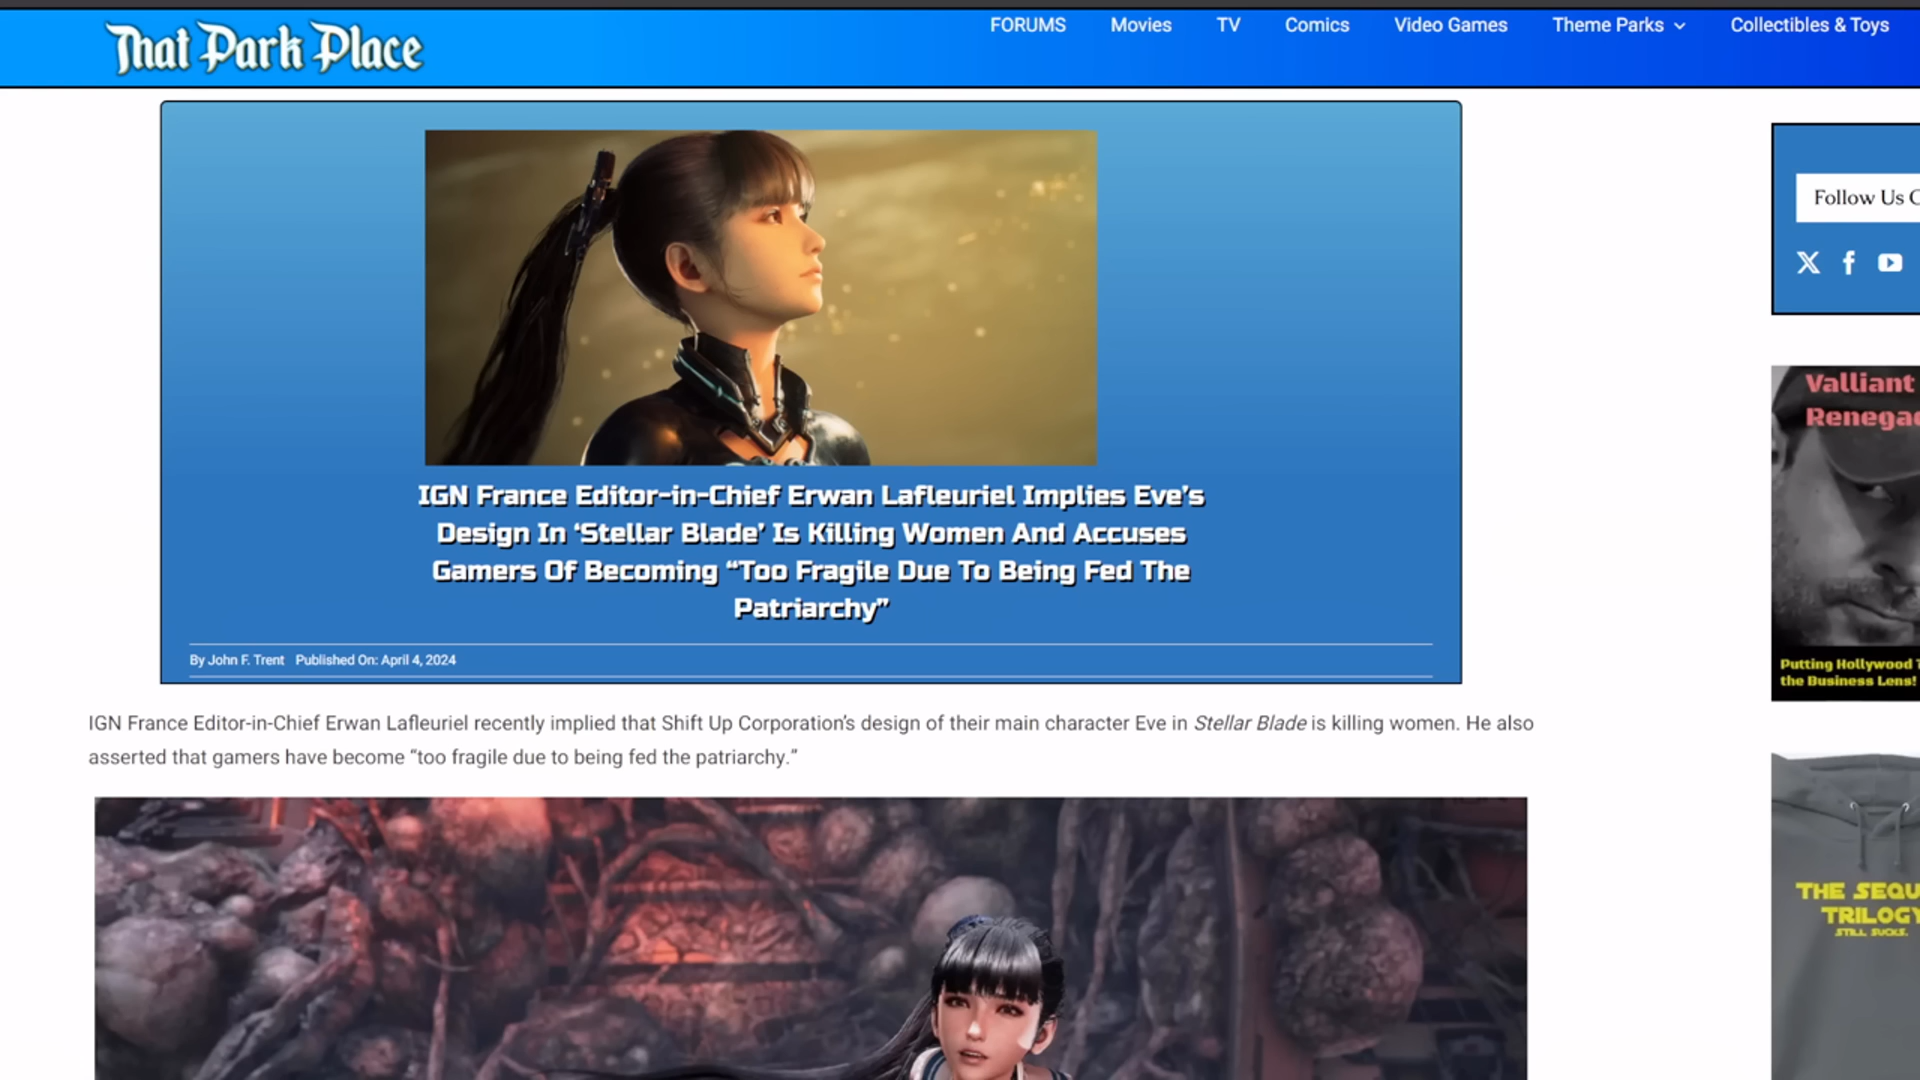 That Park Place
FORUMS Movies TV Comics Video Games Theme Parks Collectibles & Toys
IGN France Editor-in-Chief Erwan Lafleuriel Implies Eve’s
Design In ‘Stellar Blade’ Is Killing Women And Accuses
Gamers Of Becoming “Too Fragile Due To Being Fed The
Patriarchy”
By John F. Trent Published On: April 4, 2024
IGN France Editor-in-Chief Erwan Lafleuriel recently implied that Shift Up Corporation’s design of their main character Eve in Stellar Blade is killing women. He also
asserted that gamers have become “too fragile due to being fed the patriarchy.”
Follow Us
Valliant
Putting Hollywood
the Business Lens!
THE
TRILOGY
STILL SUCKS.